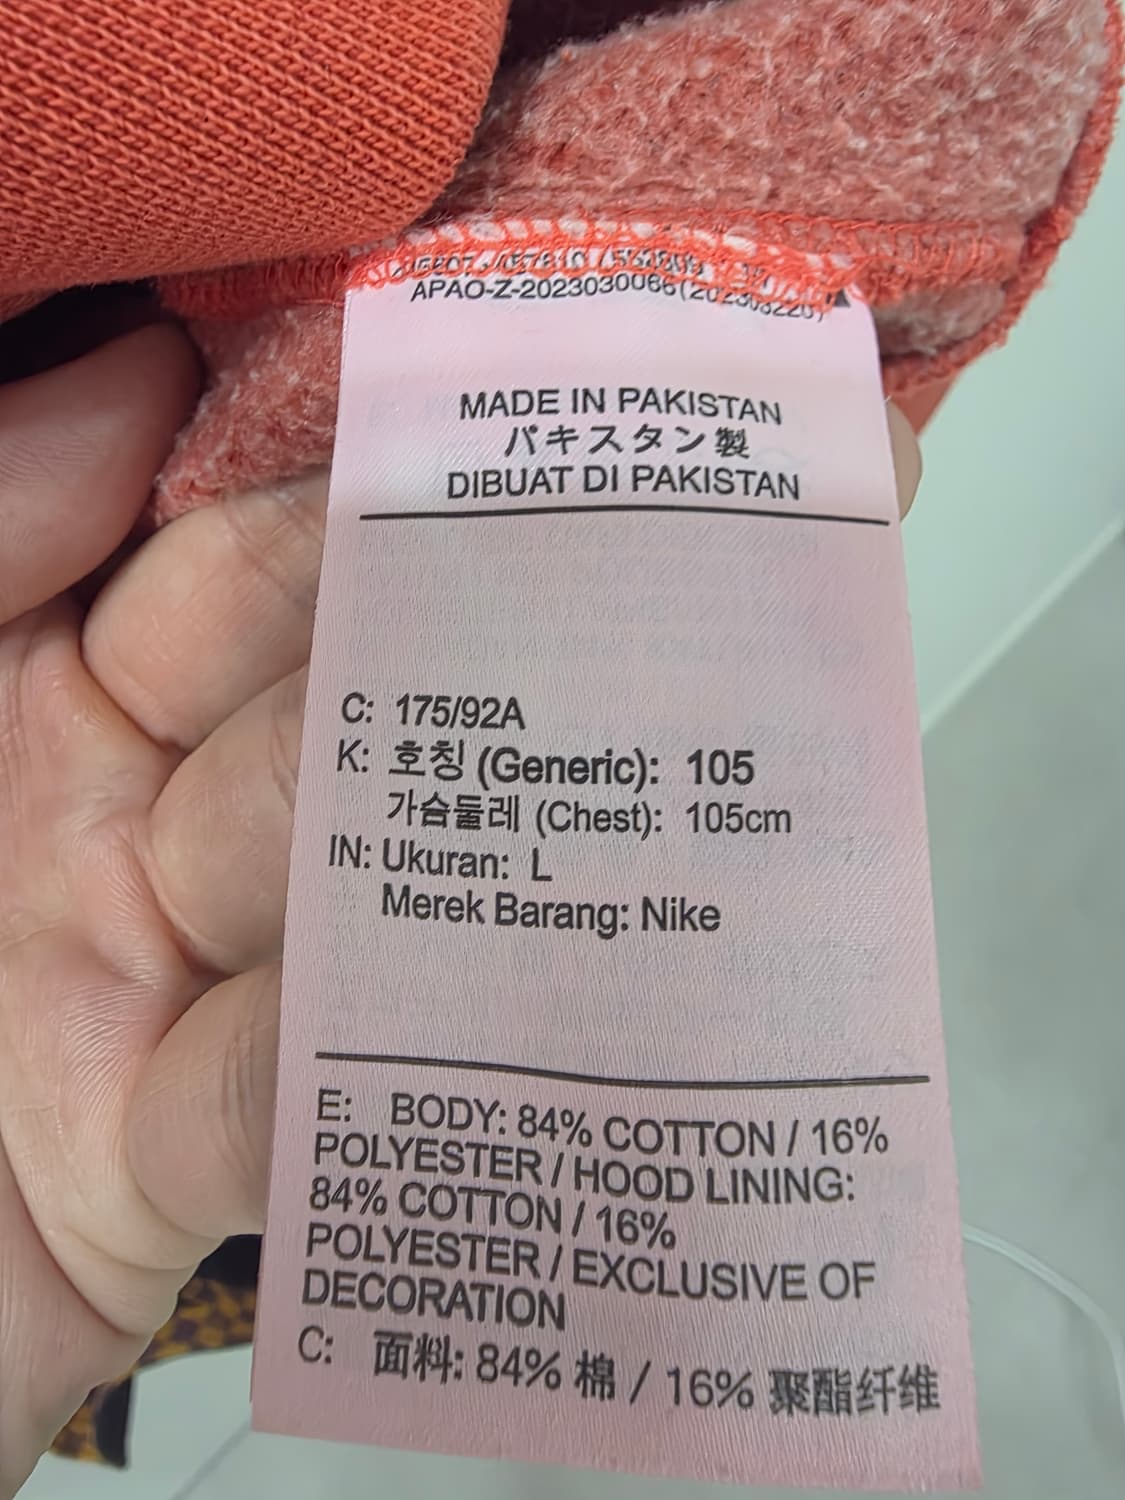 APAO-Z-2023030066(20230322
MADE IN PAKISTAN
パキスタン製
DIBUAT DI PAKISTAN
C: 175/92A
K: 호칭 (Generic): 105
가슴둘레 (Chest): 105cm
IN: Ukuran: L
Merek Barang: Nike
E: BODY: 84% COTTON / 16%
POLYESTER / HOOD LINING:
84% COTTON / 16%
POLYESTER / EXCLUSIVE OF
DECORATION
C: 面料: 84% 棉 / 16% 聚酯纤维